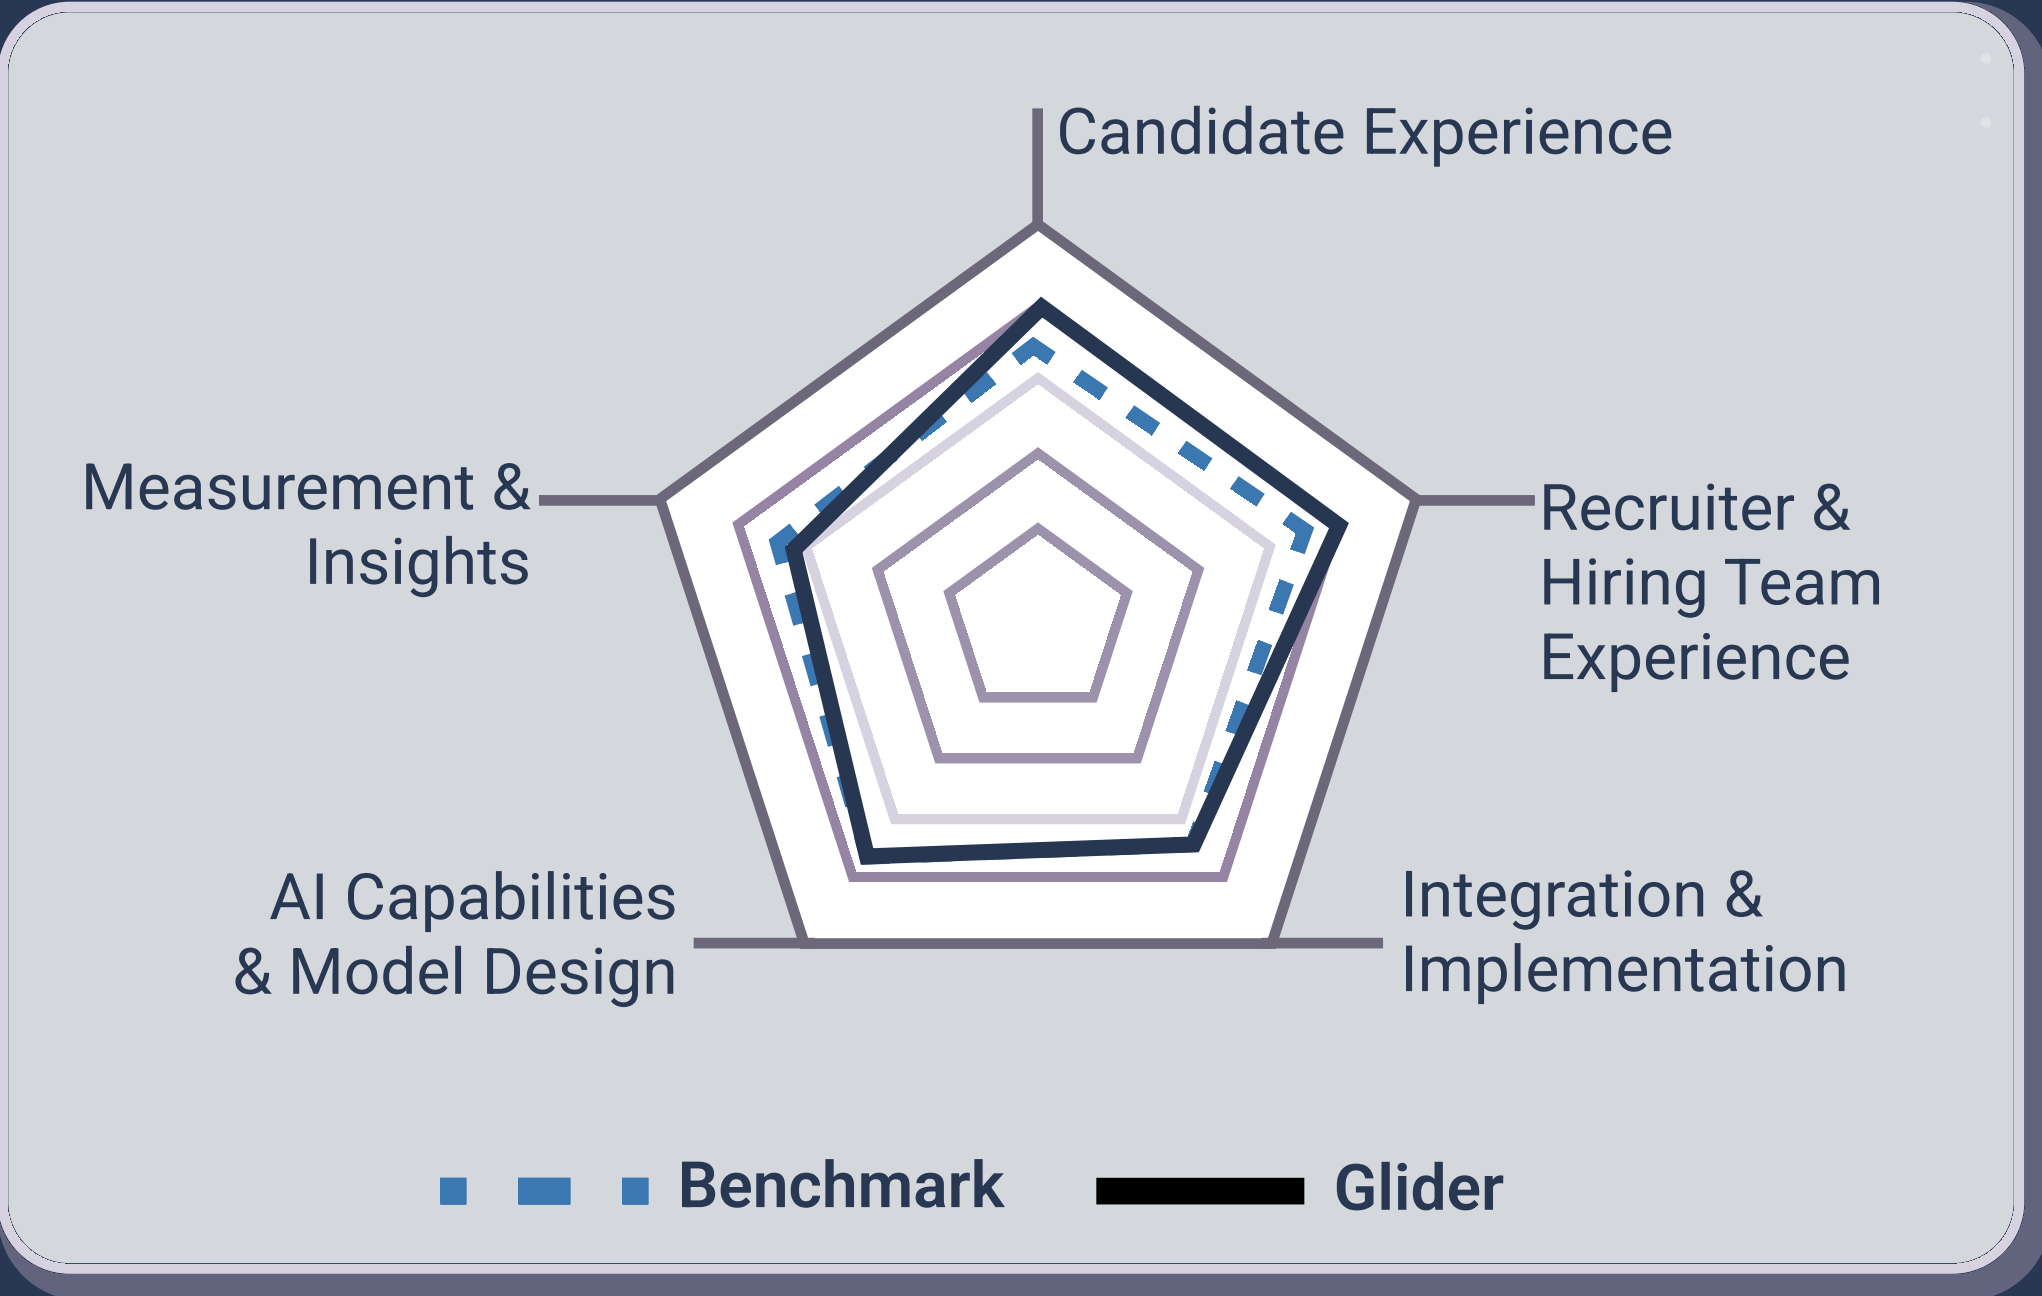 Candidate Experience
Measurement &
Insights
Recruiter &
Hiring Team
Experience
AI Capabilities
& Model Design
Integration &
Implementation
Benchmark
Glider